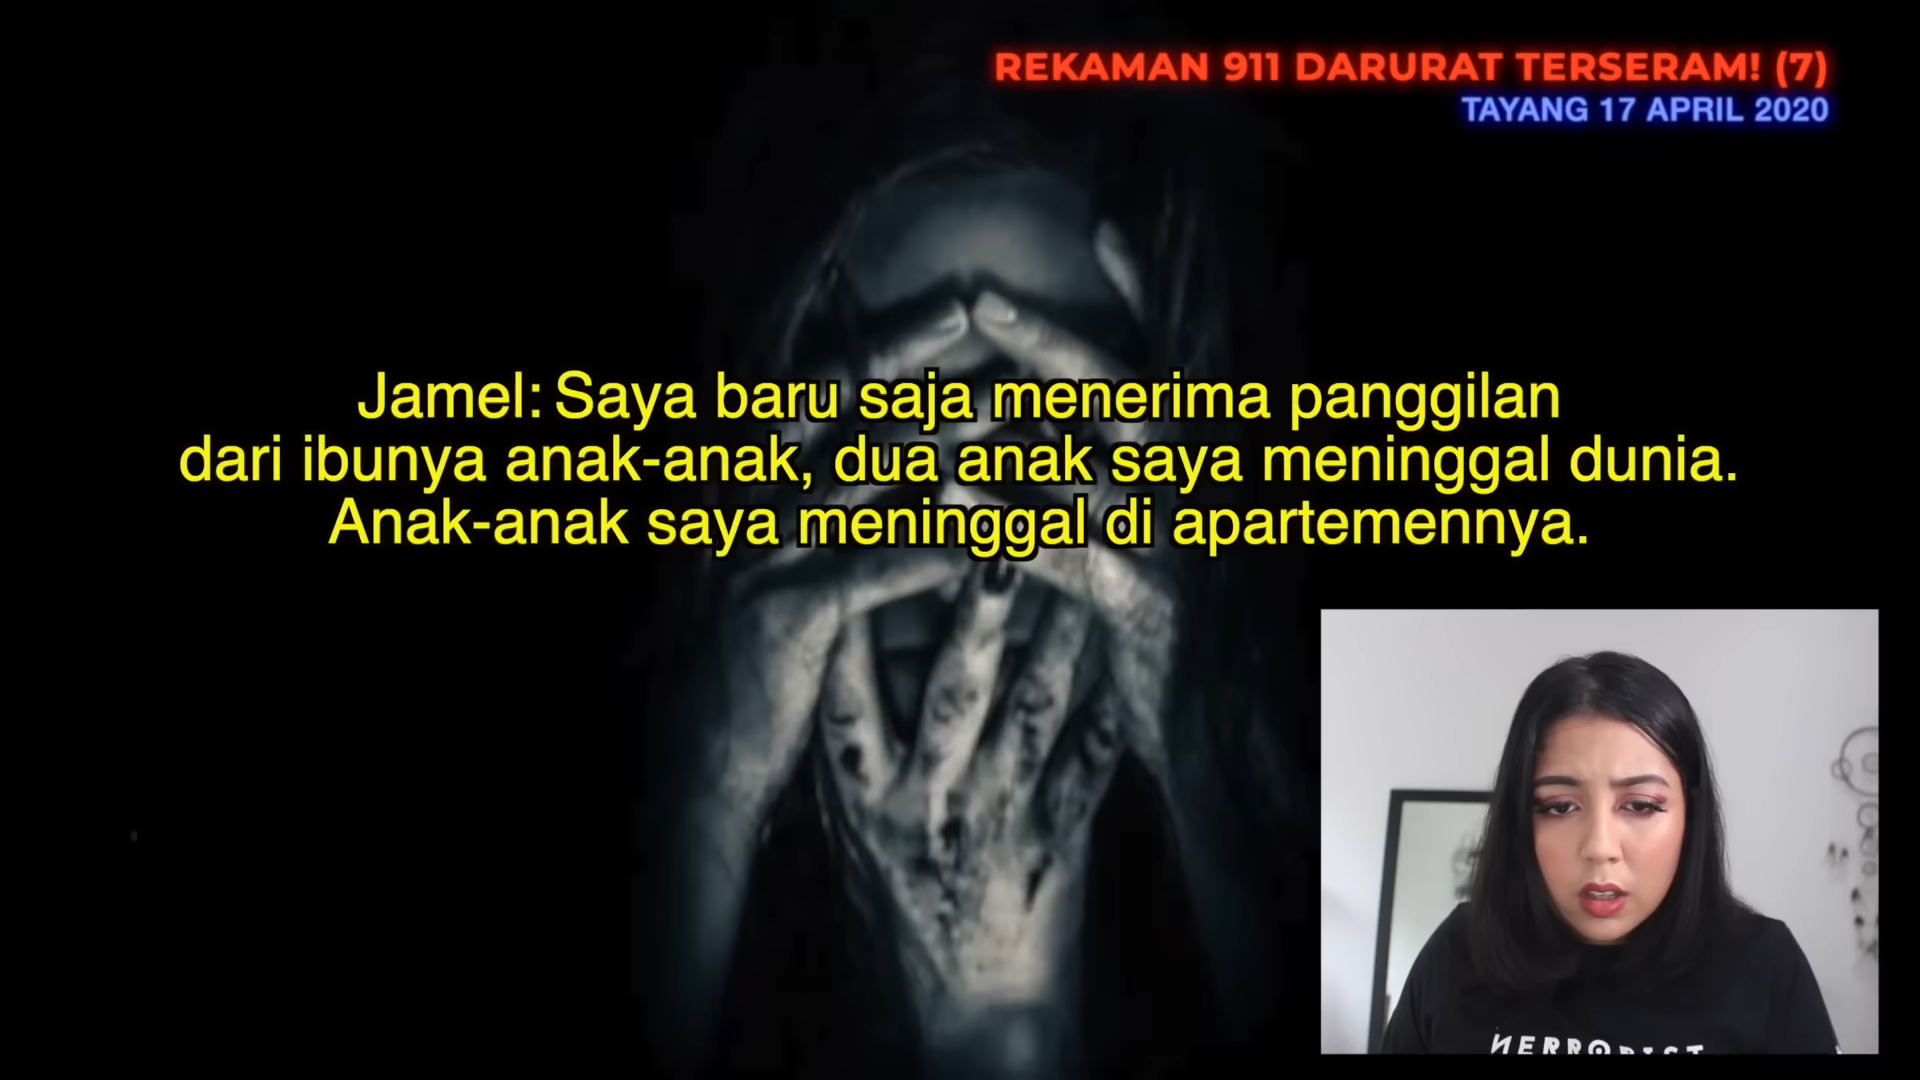 REKAMAN 911 DARURAT TERSERAM! (7)
TAYANG 17 APRIL 2020
Jamel: Saya baru saja menerima panggilan
dari ibunya anak-anak, dua anak saya meninggal dunia.
Anak-anak saya meninggal di apartemennya.